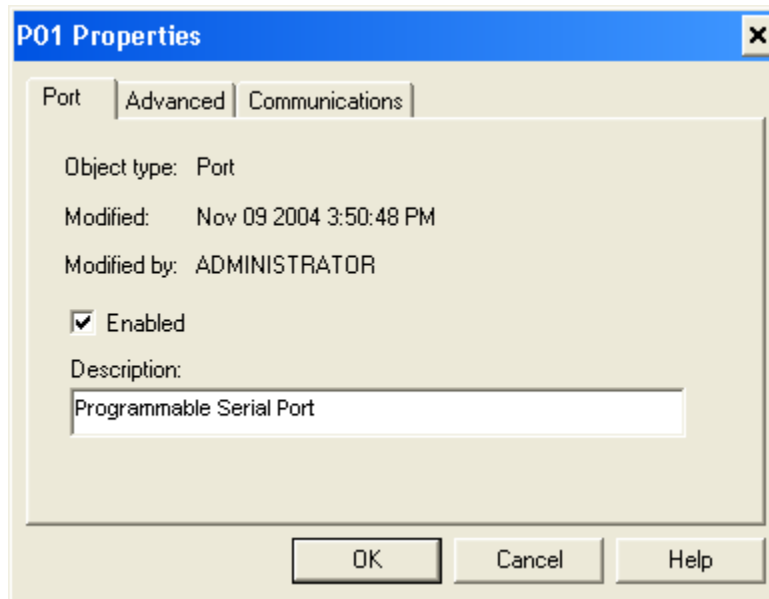 P01 Properties
Port Advanced Communications
Object type: Port
Modified: Nov 09 2004 3:50:48 PM
Modified by: ADMINISTRATOR
Enabled
Description:
Programmable Serial Port
OK Cancel Help